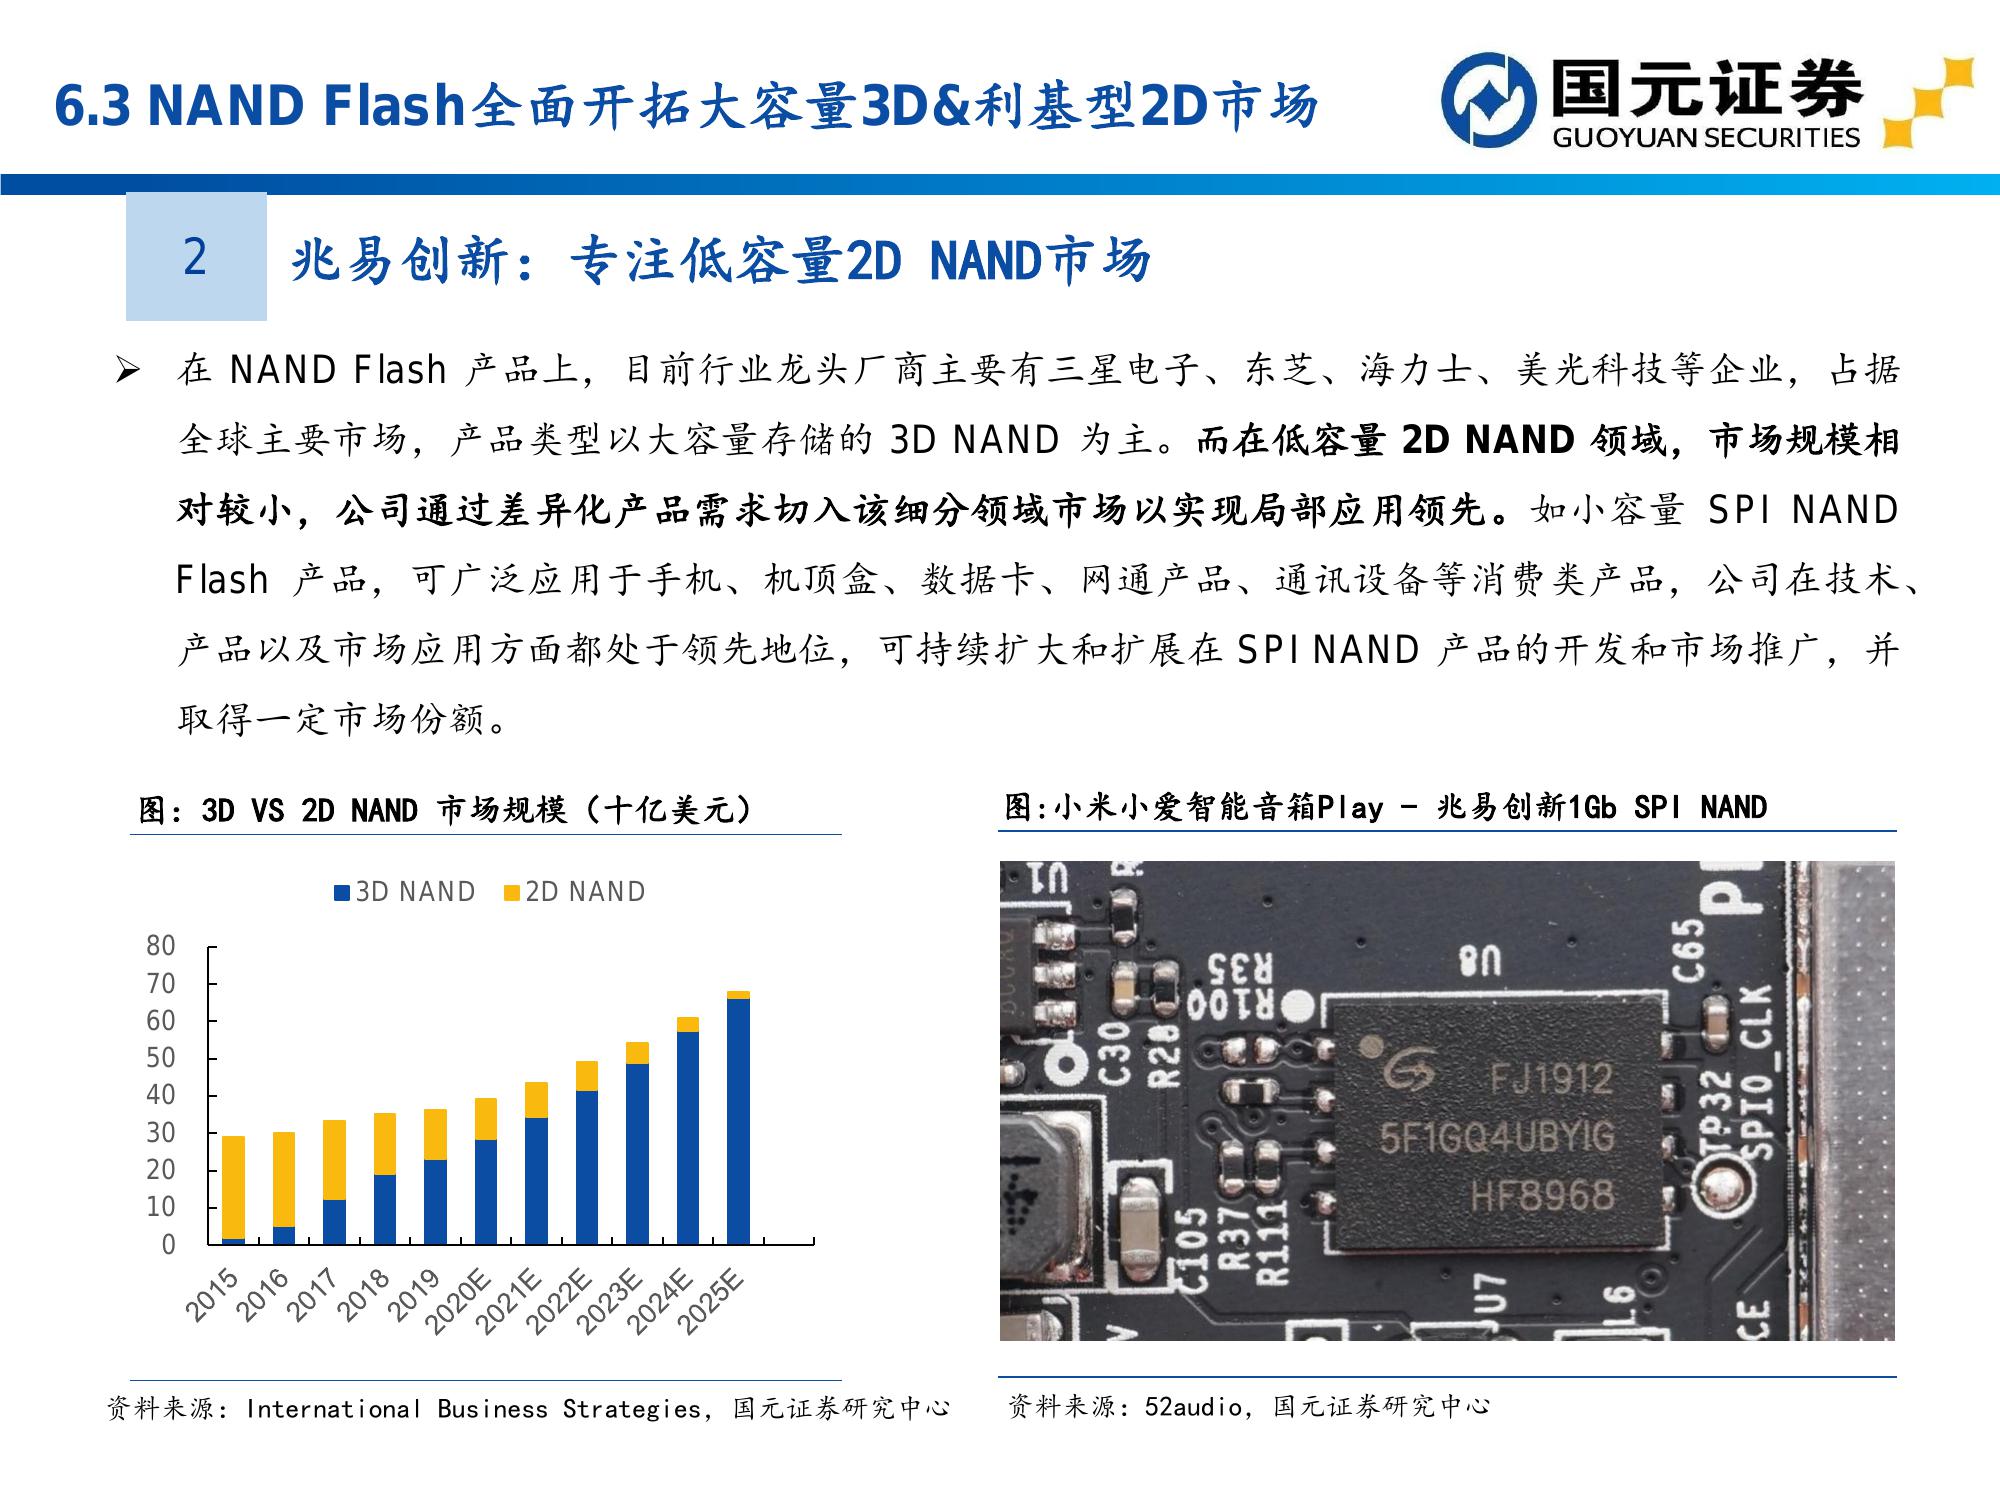 6.3 NAND Flash全面开拓大容量3D&利基型2D市场
国元证券
GUOYUAN SECURITIES
2
兆易创新：专注低容量2D NAND市场
➢ 在 NAND Flash 产品上，目前行业龙头厂商主要有三星电子、东芝、海力士、美光科技等企业，占据
全球主要市场，产品类型以大容量存储的 3D NAND 为主。而在低容量 2D NAND 领域，市场规模相
对较小，公司通过差异化产品需求切入该细分领域市场以实现局部应用领先。如小容量 SPI NAND
Flash 产品，可广泛应用于手机、机顶盒、数据卡、网通产品、通讯设备等消费类产品，公司在技术、
产品以及市场应用方面都处于领先地位，可持续扩大和扩展在 SPI NAND 产品的开发和市场推广，并
取得一定市场份额。
图：3D VS 2D NAND 市场规模（十亿美元）
3D NAND 2D NAND
80
70
60
50
40
30
20
10
0
2015 2016 2017 2018 2019 2020E 2021E 2022E 2023E 2024E 2025E
资料来源：International Business Strategies，国元证券研究中心
图:小米小爱智能音箱Play - 兆易创新1Gb SPI NAND
U1
R35
R100
U8
C65
C30
R28
FJ1912
5F1GQ4UBYIG
HF8968
TP32
SPIO_CLK
C105
R37
R111
U7
L6
CE
资料来源：52audio，国元证券研究中心